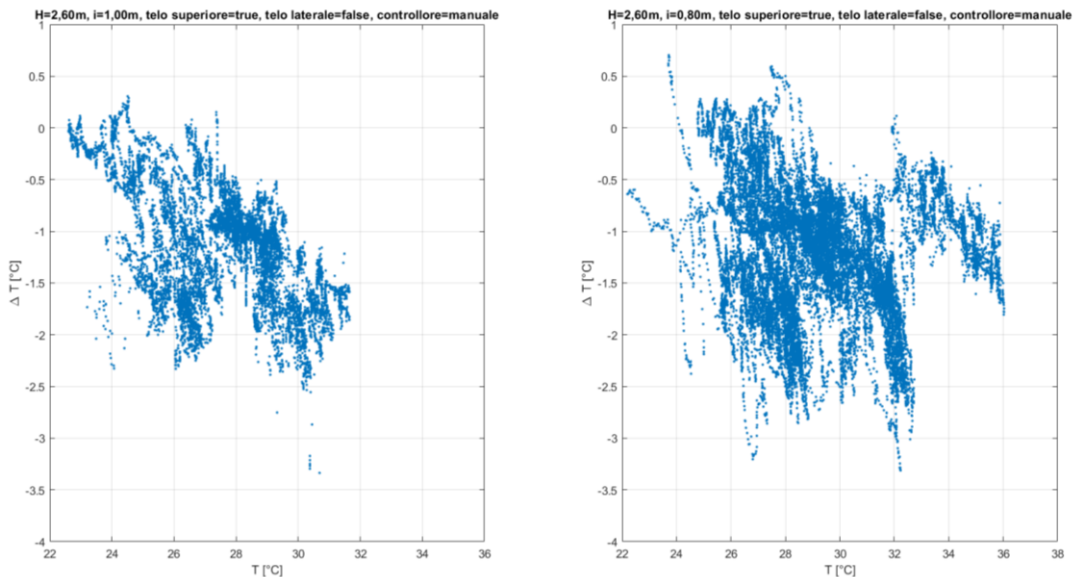 H=2,60m, i=1,00m, telo superiore=true, telo laterale=false, controllore=manuale
1
0.5
0
-0.5
-1
-1.5
-2
-2.5
-3
-3.5
-4
Δ T [°C]
22 24 26 28 30 32 34 36
T [°C]
H=2,60m, i=0,80m, telo superiore=true, telo laterale=false, controllore=manuale
1
0.5
0
-0.5
-1
-1.5
-2
-2.5
-3
-3.5
-4
Δ T [°C]
22 24 26 28 30 32 34 36 38
T [°C]